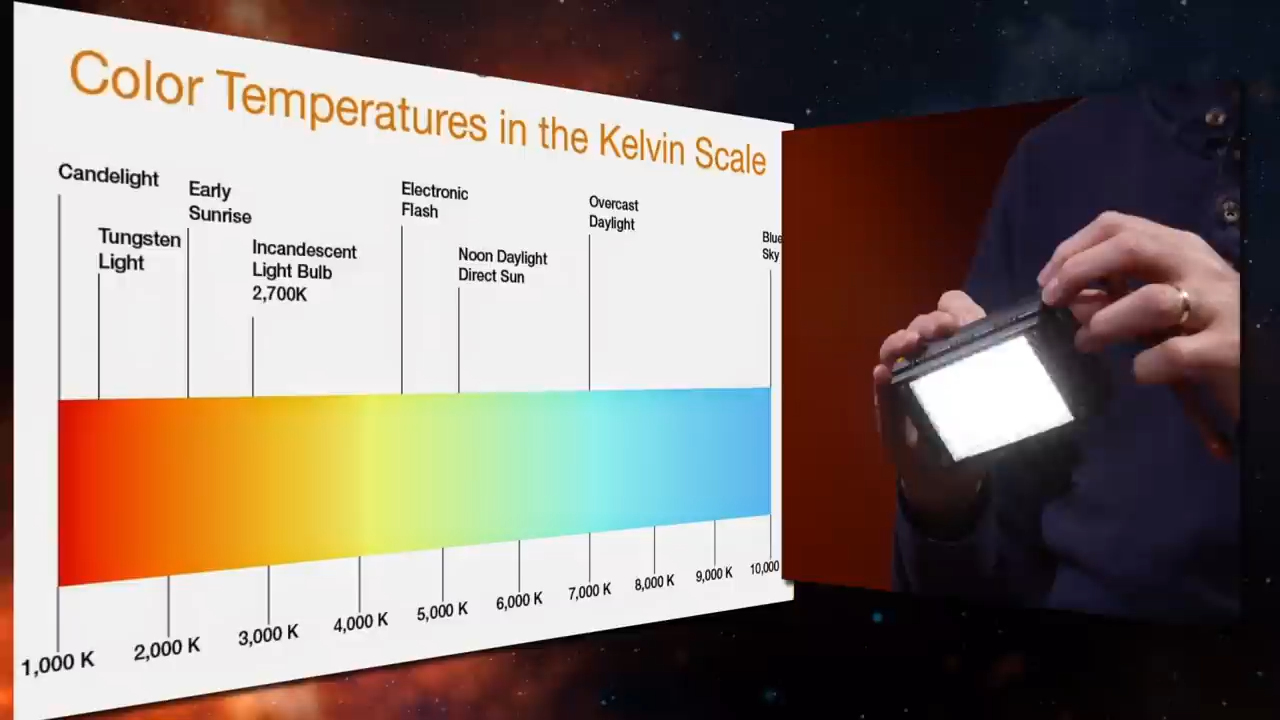 Color Temperatures in the Kelvin Scale
Candelight
Early
Sunrise
Tungsten
Light
Incandescent
Light Bulb
2,700K
Electronic
Flash
Noon Daylight
Direct Sun
Overcast
Daylight
Blue
Sky
1,000 K
2,000 K
3,000 K
4,000 K
5,000 K
6,000 K
7,000 K
8,000 K
9,000 K
10,000